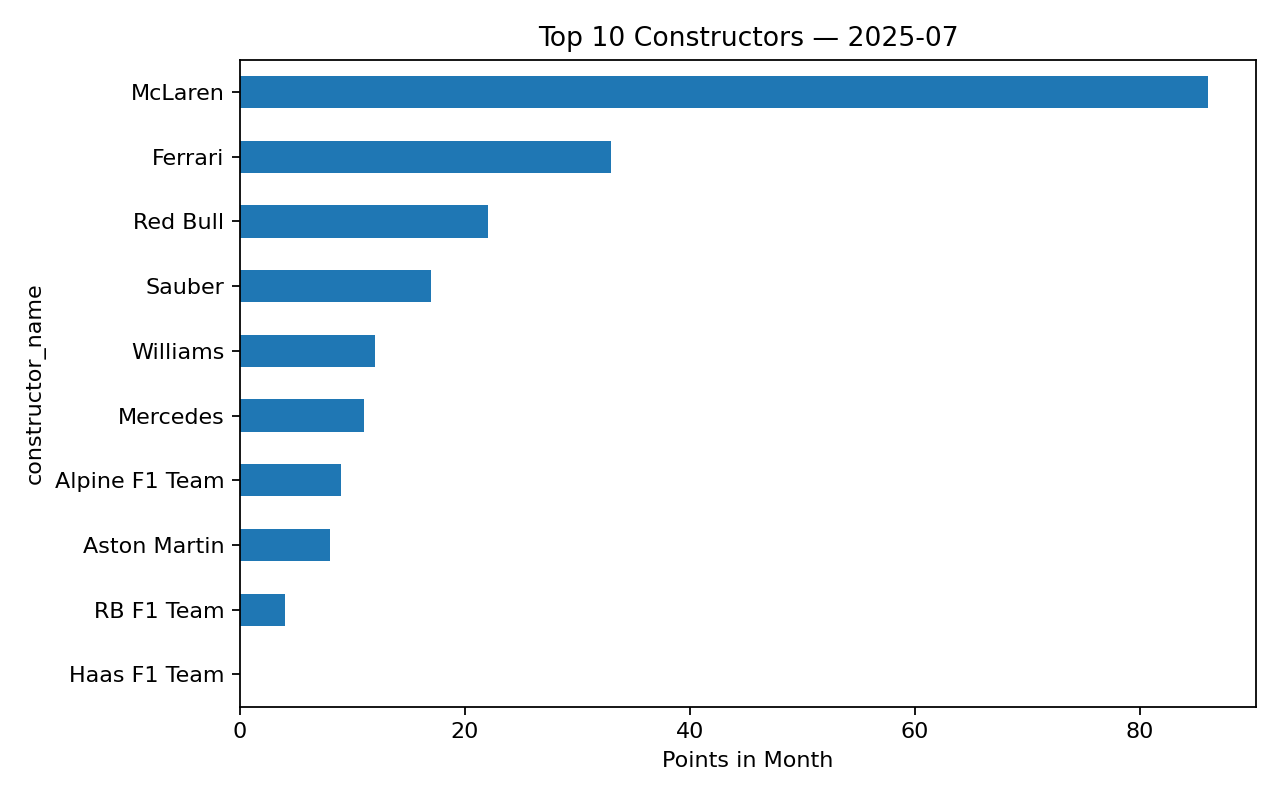 Top 10 Constructors — 2025-07
McLaren
Ferrari
Red Bull
Sauber
Williams
Mercedes
Alpine F1 Team
Aston Martin
RB F1 Team
Haas F1 Team
constructor_name
0 20 40 60 80
Points in Month